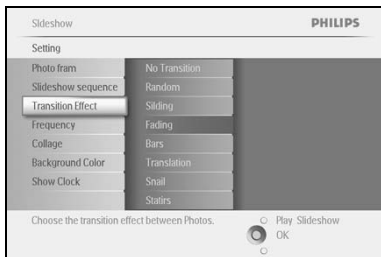 Slideshow PHILIPS
Setting
Photo fram No Transition
Slideshow sequence Random
Transition Effect Silding
Frequency Fading
Collage Bars
Background Color Translation
Show Clock Snail
Statirs
Choose the transition effect between Photos. Play Slideshow
OK